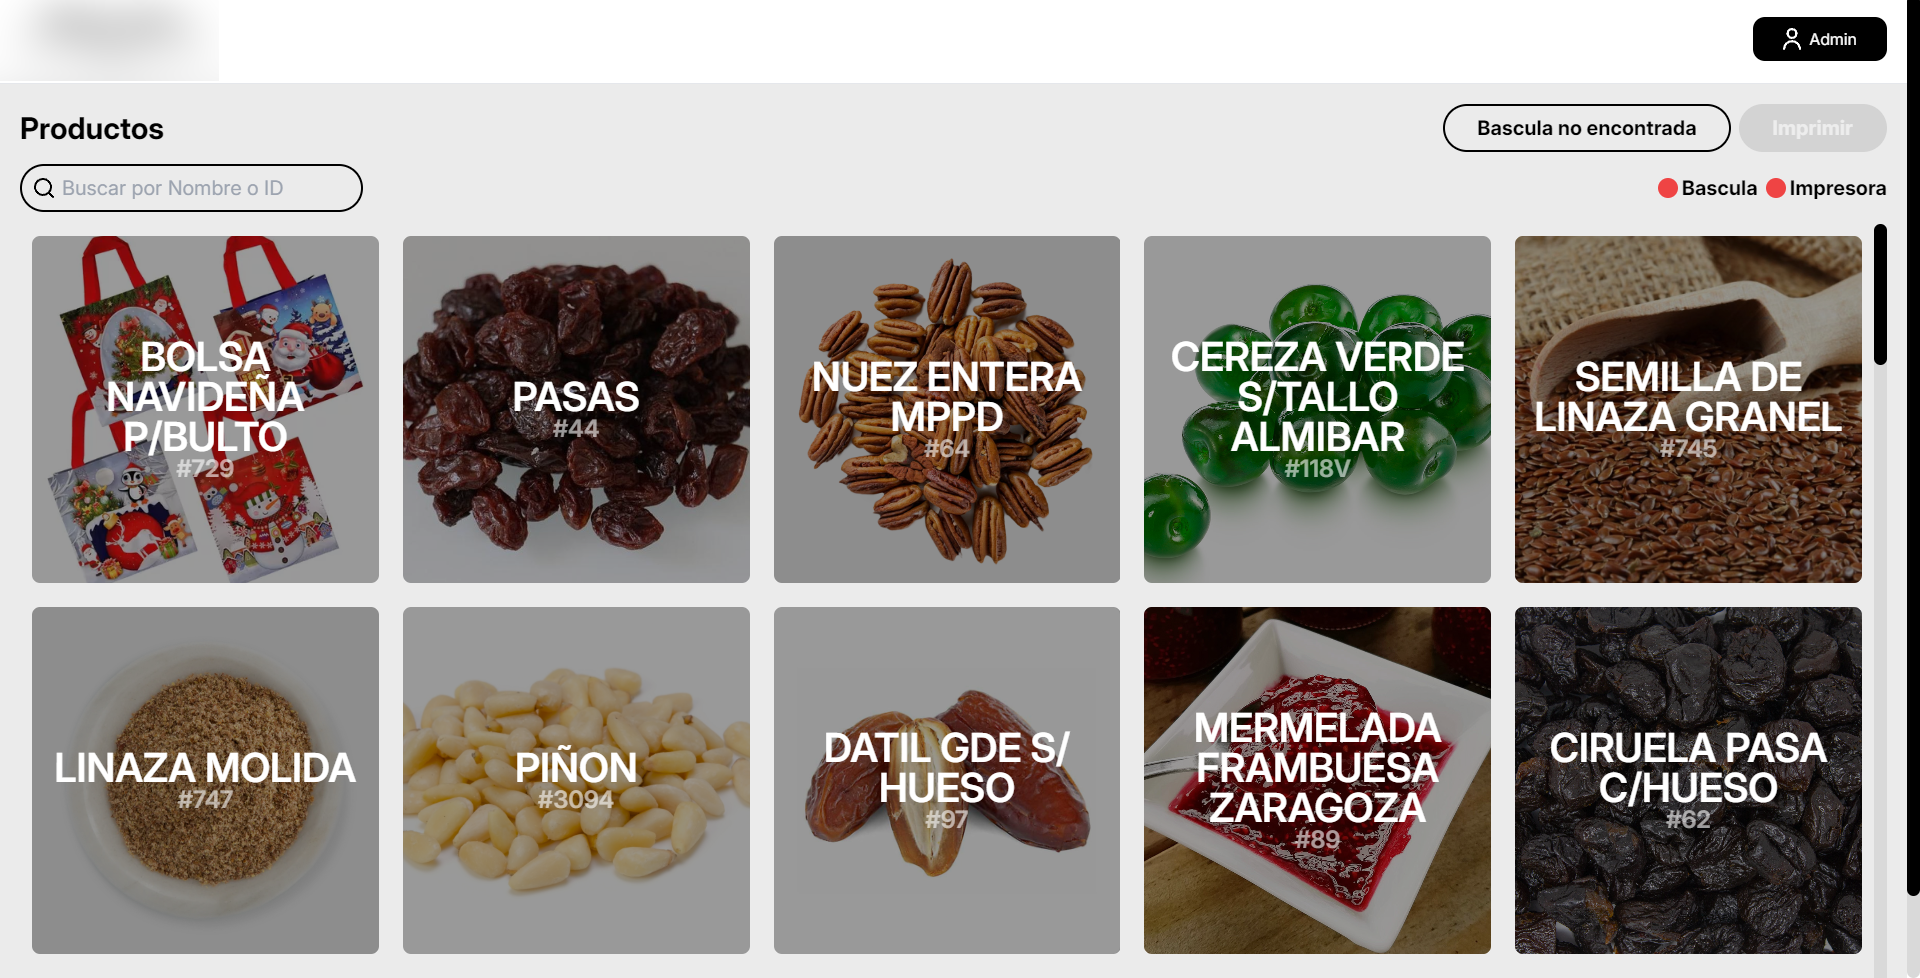 Admin
Productos
Bascula no encontrada
Imprimir
Buscar por Nombre o ID
Bascula
Impresora
BOLSA
NAVIDEÑA
P/BULTO
#729
PASAS
#44
NUEZ ENTERA
MPPD
#64
CEREZA VERDE
S/TALLO
ALMIBAR
#118V
SEMILLA DE
LINAZA GRANEL
#745
LINAZA MOLIDA
#747
PIÑON
#3094
DATIL GDE S/
HUESO
#97
MERMELADA
FRAMBUESA
ZARAGOZA
#89
CIRUELA PASA
C/HUESO
#62